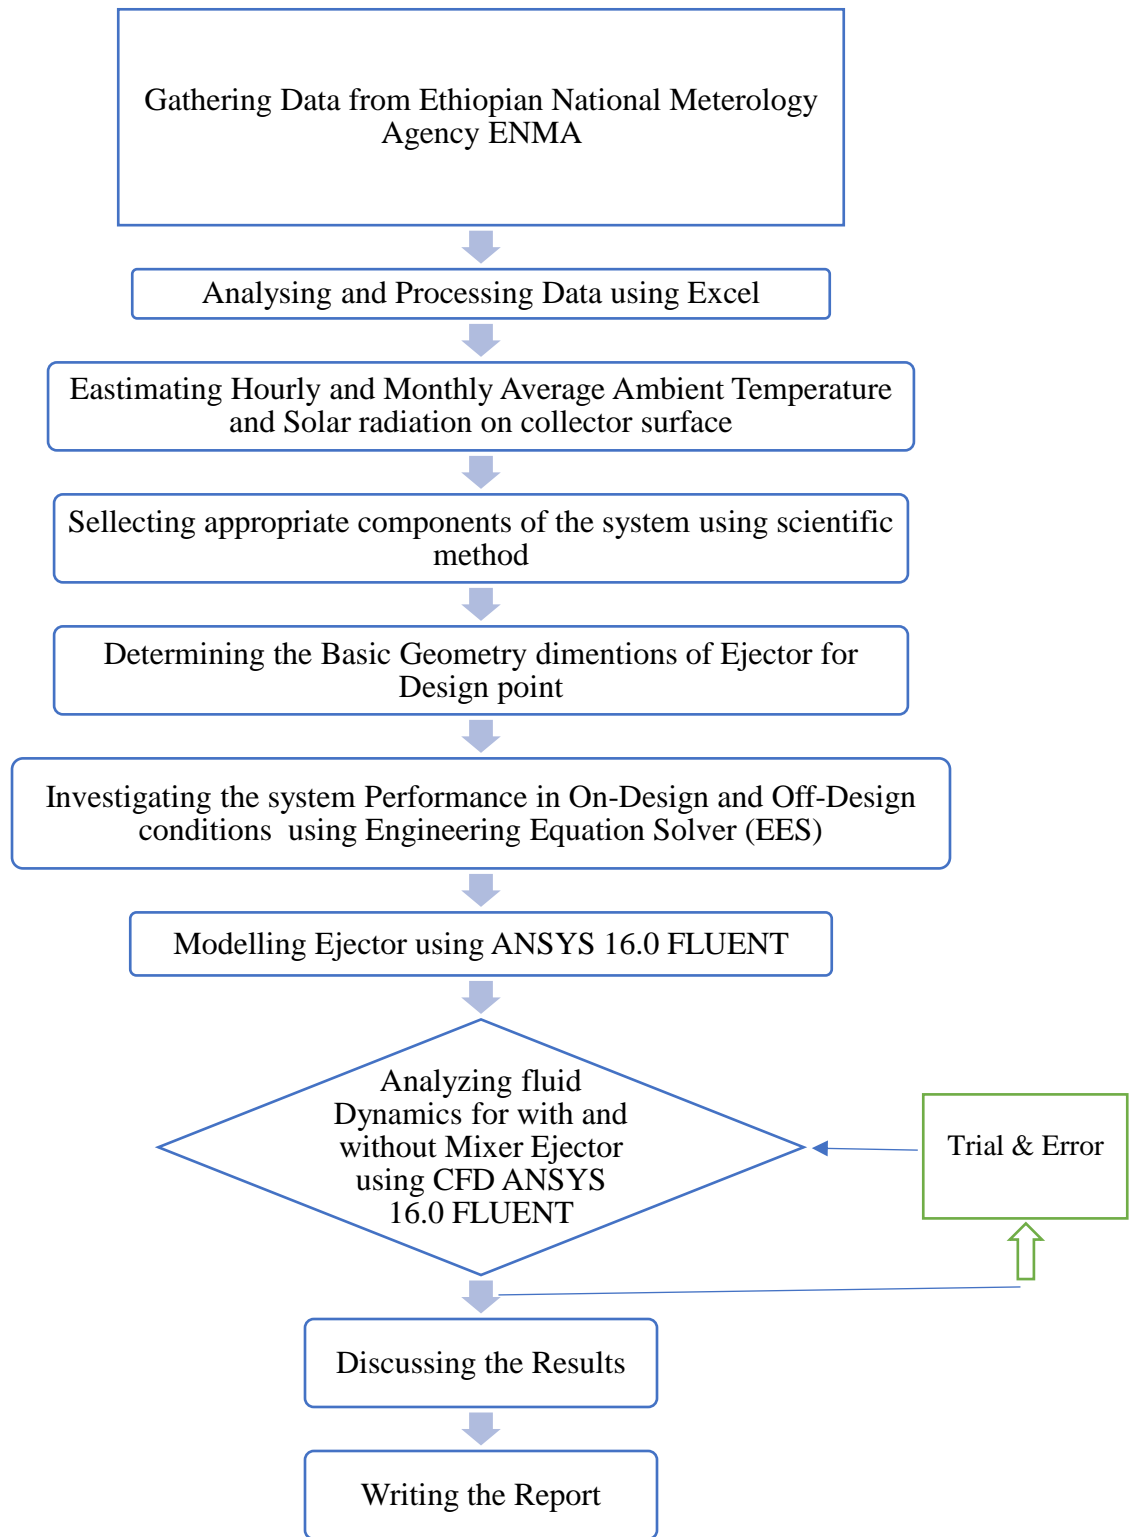 Gathering Data from Ethiopian National Meterology
Agency ENMA
Analysing and Processing Data using Excel
Eastimating Hourly and Monthly Average Ambient Temperature
and Solar radiation on collector surface
Sellecting appropriate components of the system using scientific
method
Determining the Basic Geometry dimentions of Ejector for
Design point
Investigating the system Performance in On-Design and Off-Design
conditions using Engineering Equation Solver (EES)
Modelling Ejector using ANSYS 16.0 FLUENT
Analyzing fluid
Dynamics for with and
without Mixer Ejector
using CFD ANSYS
16.0 FLUENT
Trial & Error
Discussing the Results
Writing the Report